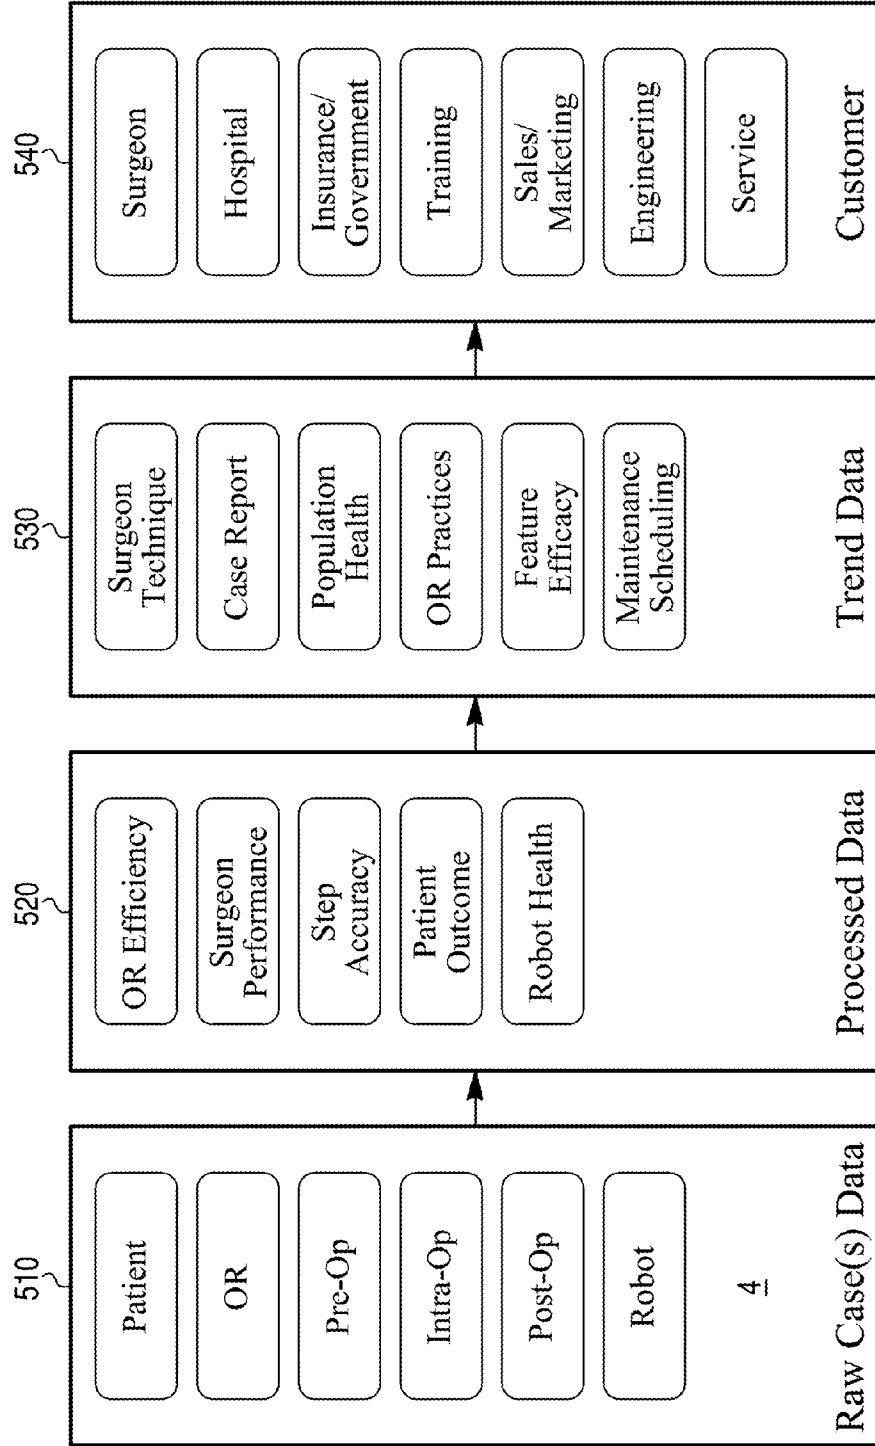 510
Patient
OR
Pre-Op
Intra-Op
Post-Op
Robot
4
Raw Case(s) Data
520
OR Efficiency
Surgeon
Performance
Step
Accuracy
Patient
Outcome
Robot Health
Processed Data
530
Surgeon
Technique
Case Report
Population
Health
OR Practices
Feature
Efficacy
Maintenance
Scheduling
Trend Data
540
Surgeon
Hospital
Insurance/
Government
Training
Sales/
Marketing
Engineering
Service
Customer